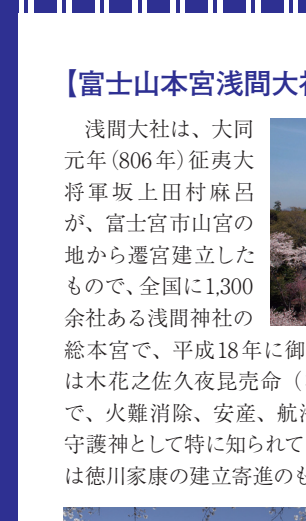 【富士山本宮浅間大社
浅間大社は、大同
元年(806年)征夷大
将軍坂上田村麻呂
が、富士宮市山宮の
地から遷宮建立した
もので、全国に1,300
余社ある浅間神社の
総本宮で、平成18年に御
は木花之佐久夜昆売命（
で、火難消除、安産、航海
守護神として特に知られて
は徳川家康の建立寄進のも